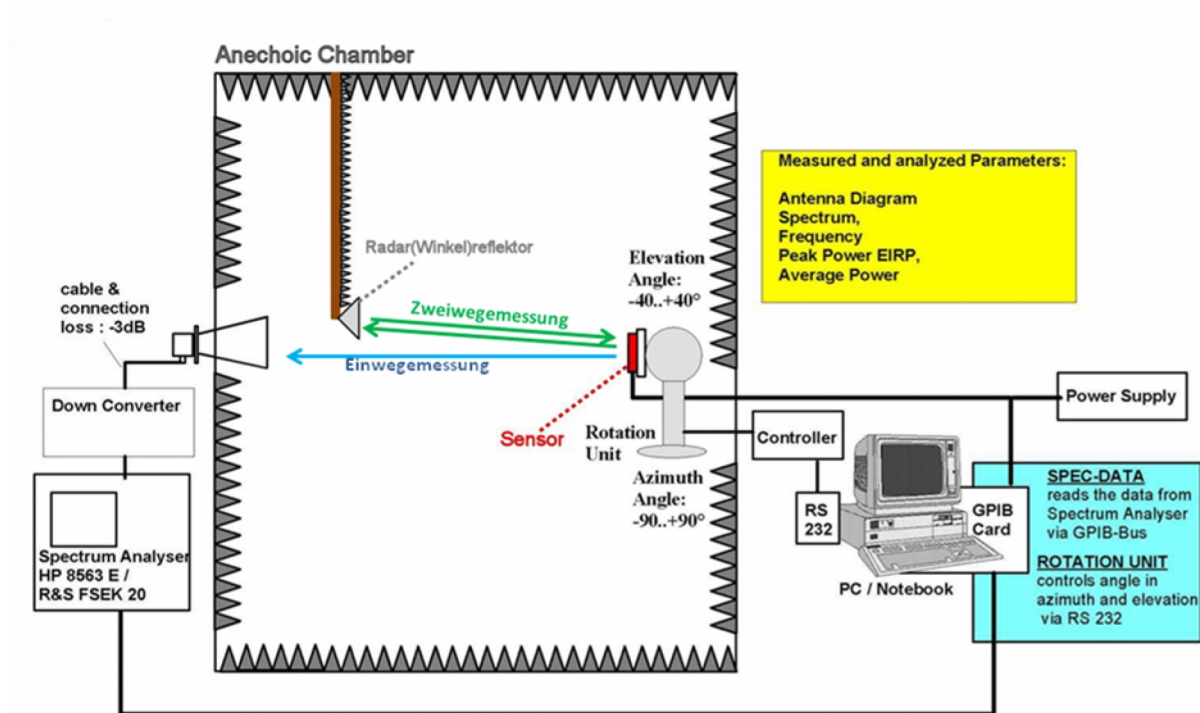 Anechoic Chamber
Measured and analyzed Parameters:
Antenna Diagram
Spectrum,
Frequency
Peak Power EIRP,
Average Power
Radar(Winkel)reflektor
Elevation
Angle:
-40..+40°
cable &
connection
loss : -3dB
Zweiwegemessung
Einwegemessung
Down Converter
Power Supply
Sensor
Rotation
Unit
Controller
Azimuth
Angle:
-90..+90°
RS
232
GPIB
Card
SPEC-DATA
reads the data from
Spectrum Analyser
via GPIB-Bus
ROTATION UNIT
controls angle in
azimuth and elevation
via RS 232
Spectrum Analyser
HP 8563 E /
R&S FSEK 20
PC / Notebook